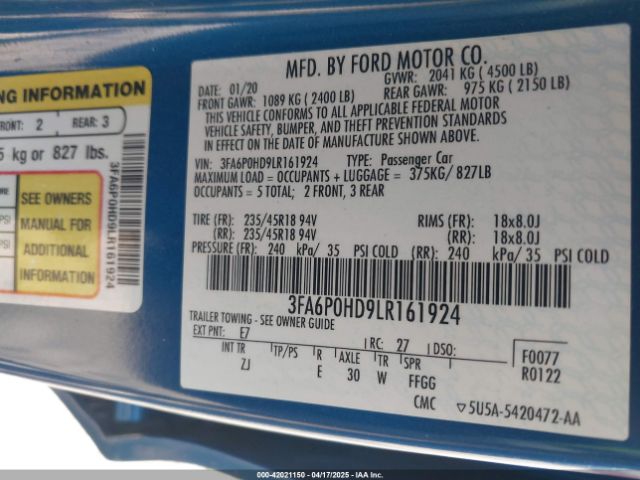 NG INFORMATION
FRONT: 2 REAR: 3
5 kg or 827 lbs.
SEE OWNERS
MANUAL FOR
ADDITIONAL
INFORMATION
3FA6P0HD9LR161924
MFD. BY FORD MOTOR CO.
DATE: 01/20 GVWR: 2041 KG ( 4500 LB)
FRONT GAWR: 1089 KG ( 2400 LB) REAR GAWR: 975 KG ( 2150 LB)
THIS VEHICLE CONFORMS TO ALL APPLICABLE FEDERAL MOTOR
VEHICLE SAFETY, BUMPER, AND THEFT PREVENTION STANDARDS
IN EFFECT ON THE DATE OF MANUFACTURE SHOWN ABOVE.
VIN: 3FA6P0HD9LR161924 TYPE: Passenger Car
MAXIMUM LOAD = OCCUPANTS + LUGGAGE = 375KG/ 827LB
OCCUPANTS = 5 TOTAL; 2 FRONT, 3 REAR
TIRE (FR): 235/45R18 94V RIMS (FR): 18x8.0J
(RR): 235/45R18 94V (RR): 18x8.0J
PRESSURE (FR): 240 kPa/ 35 PSI COLD (RR): 240 kPa/ 35 PSI COLD
3FA6P0HD9LR161924
TRAILER TOWING - SEE OWNER GUIDE
EXT PNT: E7 RC: 27 DSO: F0077
INT TR TP/PS R AXLE TR SPR R0122
ZJ E 30 W FFGG
CMC ▽5U5A-5420472-AA
000-42021150 - 04/17/2025 - IAAI.COM